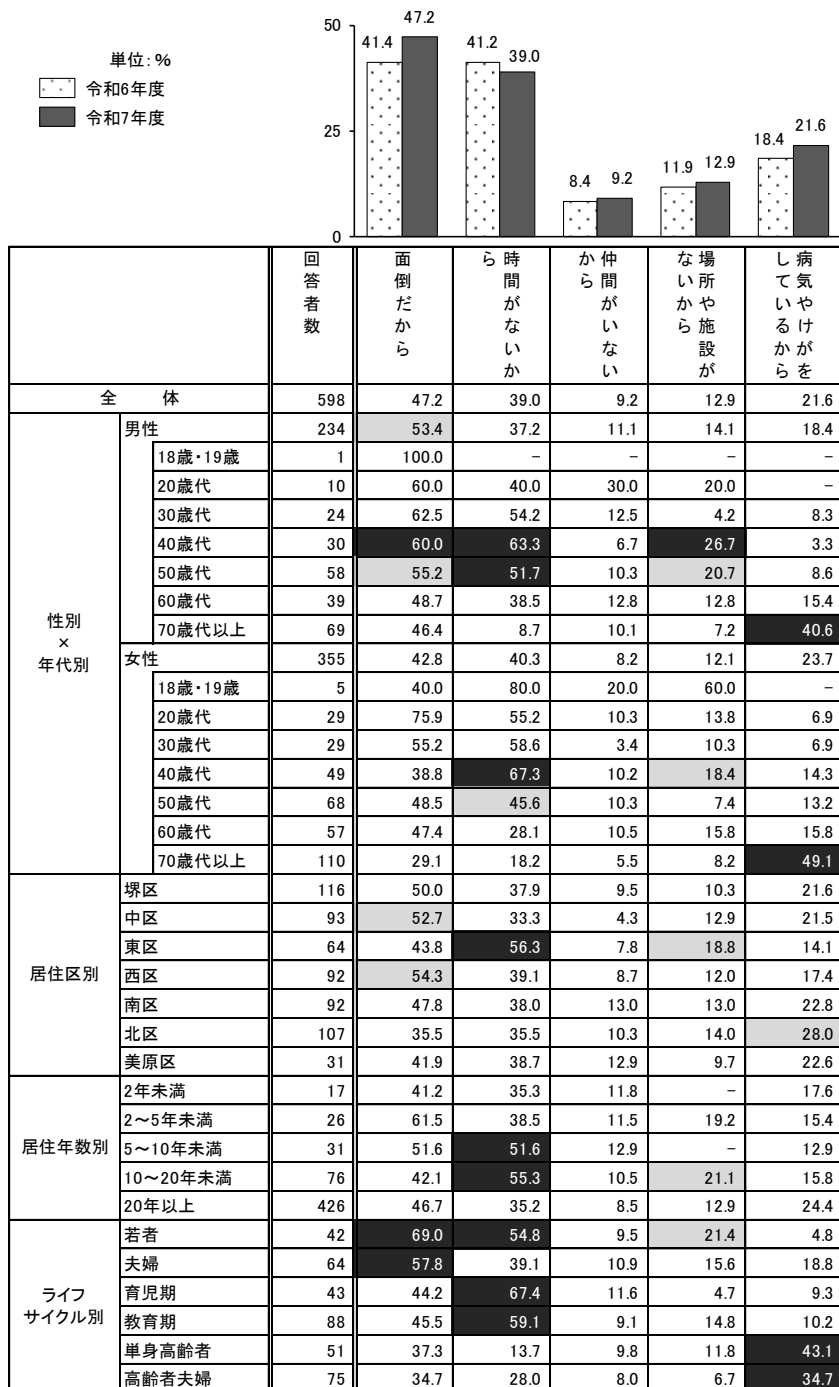 単位:%
令和6年度
令和7年度
50
25
0
41.4 47.2
41.2 39.0
8.4 9.2
11.9 12.9
18.4 21.6
回答者数 面倒だから 時間がないから 仲間がいないから 場所や施設がないから 病気やけがをしているから
全 体 598 47.2 39.0 9.2 12.9 21.6
性別×年代別
男性 234 53.4 37.2 11.1 14.1 18.4
18歳・19歳 1 100.0 − − − −
20歳代 10 60.0 40.0 30.0 20.0 −
30歳代 24 62.5 54.2 12.5 4.2 8.3
40歳代 30 60.0 63.3 6.7 26.7 3.3
50歳代 58 55.2 51.7 10.3 20.7 8.6
60歳代 39 48.7 38.5 12.8 12.8 15.4
70歳代以上 69 46.4 8.7 10.1 7.2 40.6
女性 355 42.8 40.3 8.2 12.1 23.7
18歳・19歳 5 40.0 80.0 20.0 60.0 −
20歳代 29 75.9 55.2 10.3 13.8 6.9
30歳代 29 55.2 58.6 3.4 10.3 6.9
40歳代 49 38.8 67.3 10.2 18.4 14.3
50歳代 68 48.5 45.6 10.3 7.4 13.2
60歳代 57 47.4 28.1 10.5 15.8 15.8
70歳代以上 110 29.1 18.2 5.5 8.2 49.1
居住区別
堺区 116 50.0 37.9 9.5 10.3 21.6
中区 93 52.7 33.3 4.3 12.9 21.5
東区 64 43.8 56.3 7.8 18.8 14.1
西区 92 54.3 39.1 8.7 12.0 17.4
南区 92 47.8 38.0 13.0 13.0 22.8
北区 107 35.5 35.5 10.3 14.0 28.0
美原区 31 41.9 38.7 12.9 9.7 22.6
居住年数別
2年未満 17 41.2 35.3 11.8 − 17.6
2～5年未満 26 61.5 38.5 11.5 19.2 15.4
5～10年未満 31 51.6 51.6 12.9 − 12.9
10～20年未満 76 42.1 55.3 10.5 21.1 15.8
20年以上 426 46.7 35.2 8.5 12.9 24.4
ライフサイクル別
若者 42 69.0 54.8 9.5 21.4 4.8
夫婦 64 57.8 39.1 10.9 15.6 18.8
育児期 43 44.2 67.4 11.6 4.7 9.3
教育期 88 45.5 59.1 9.1 14.8 10.2
単身高齢者 51 37.3 13.7 9.8 11.8 43.1
高齢者夫婦 75 34.7 28.0 8.0 6.7 34.7